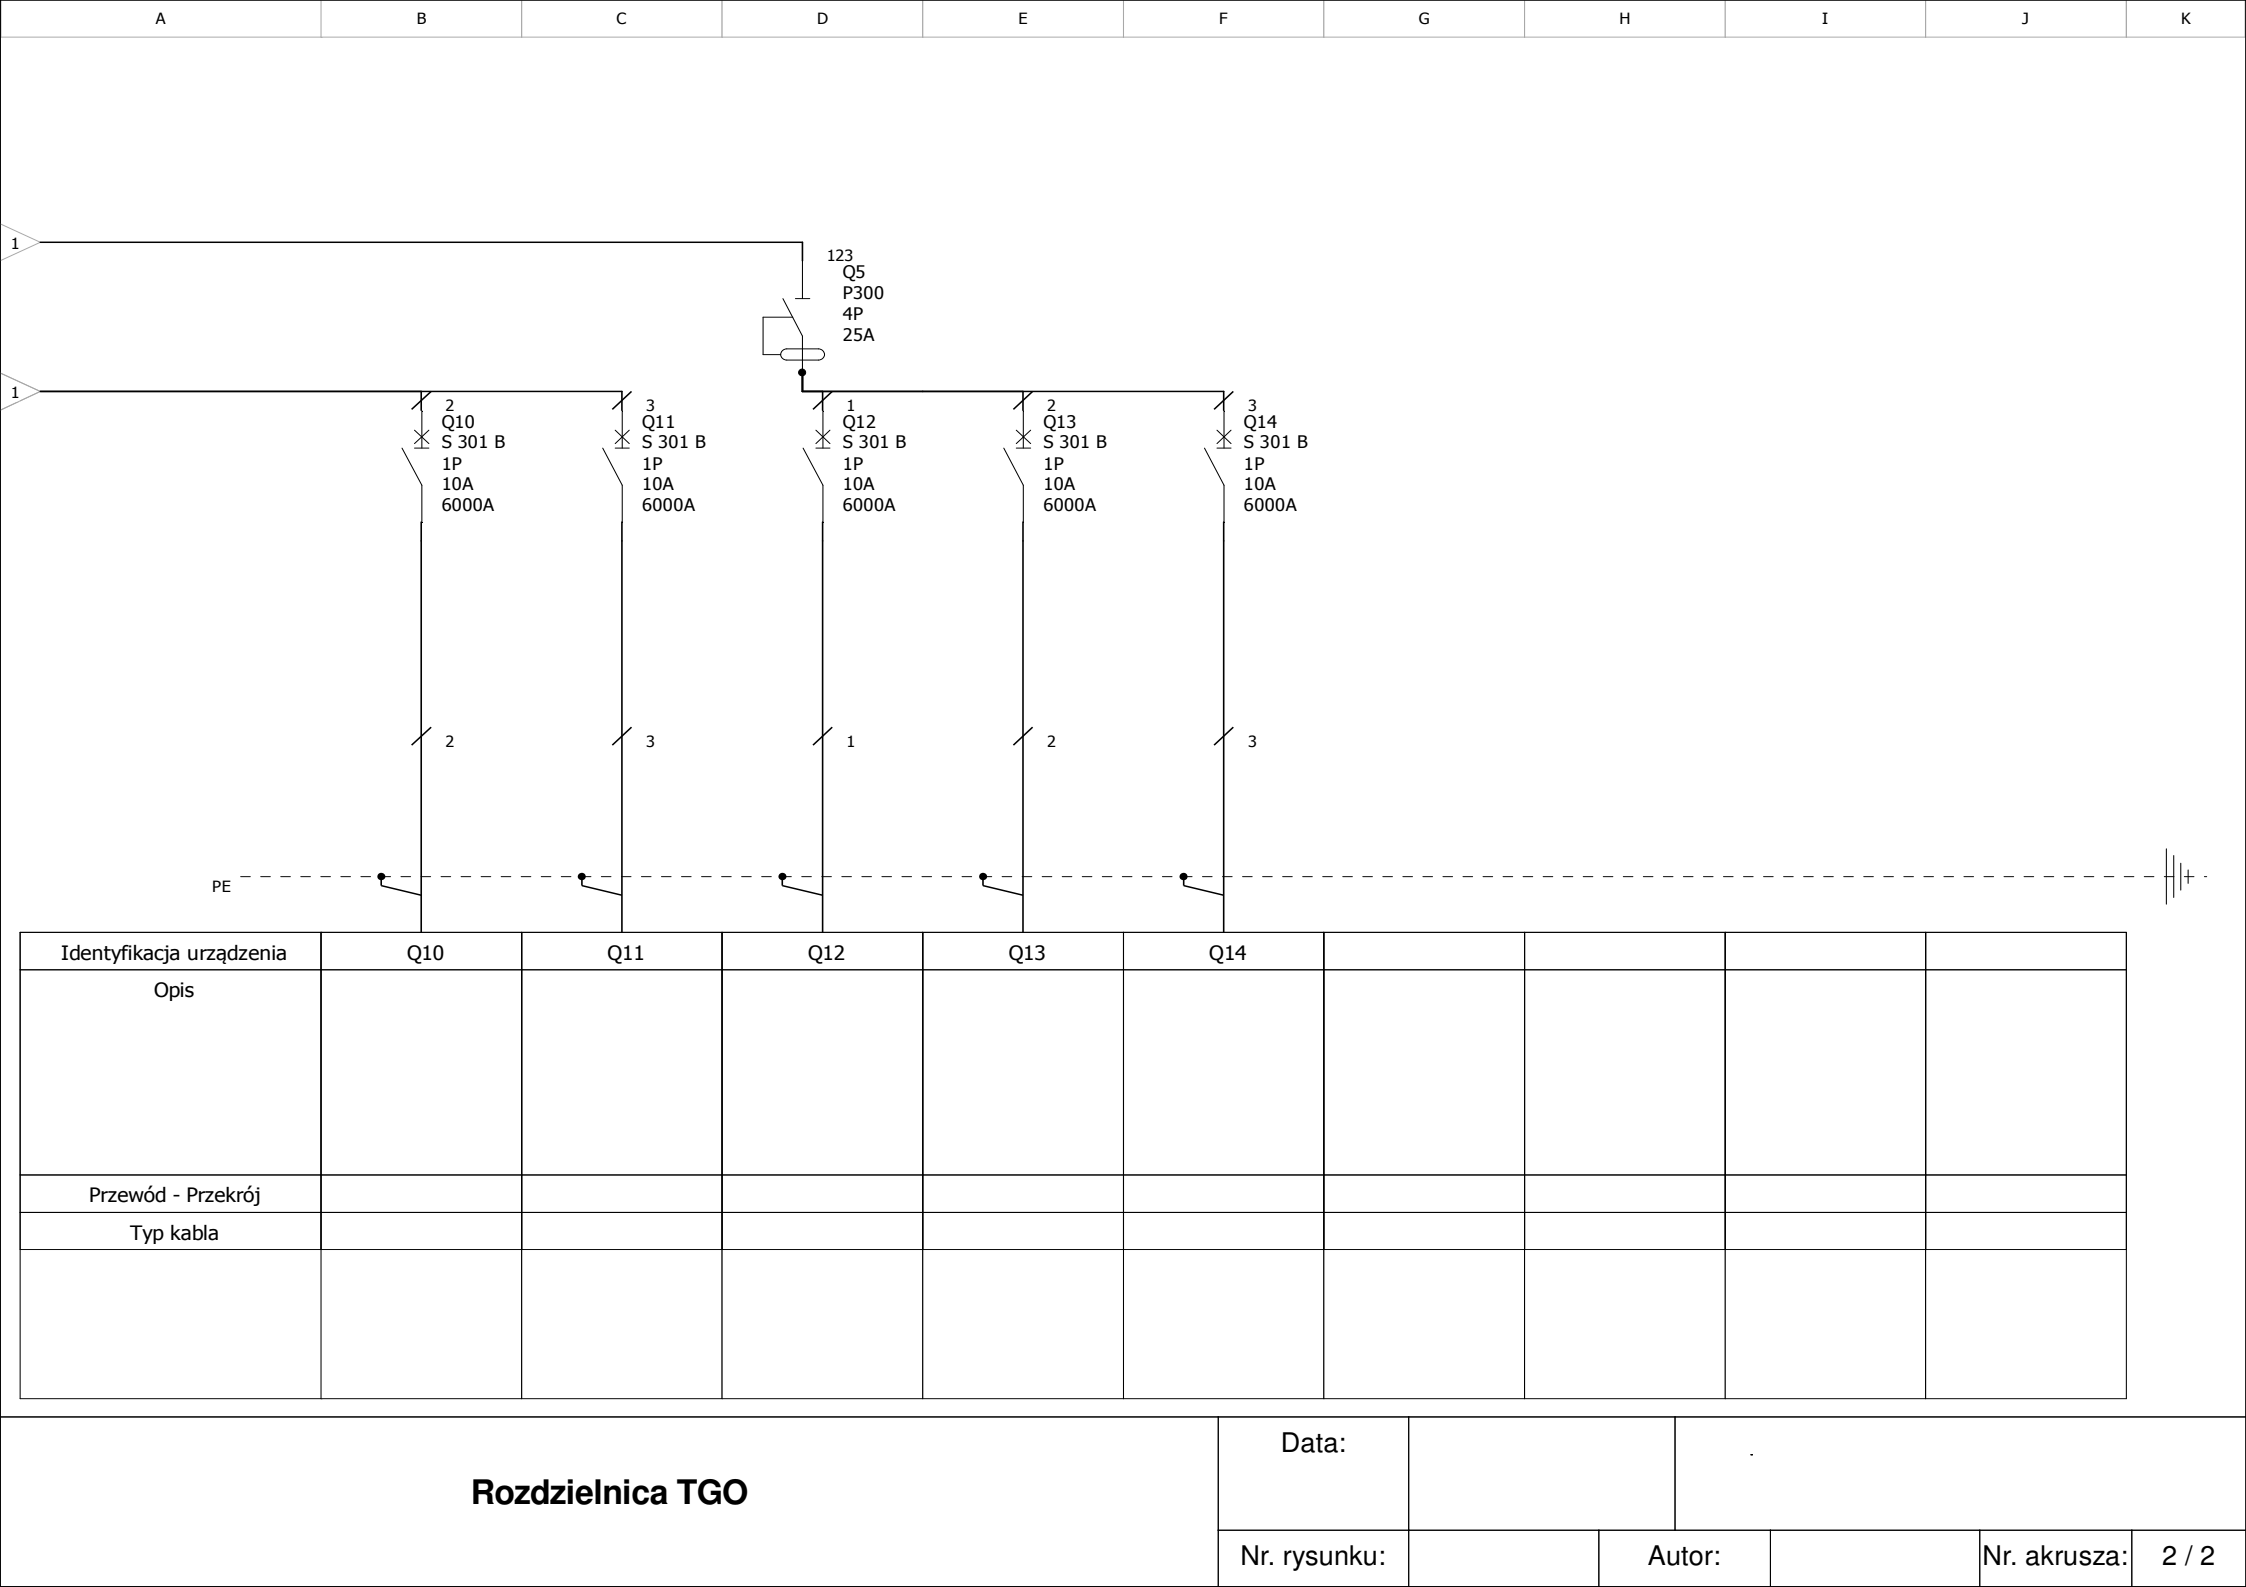 A B C D E F G H I J K
1
123
Q5
P300
4P
25A
1
2 3 1 2 3
Q10 Q11 Q12 Q13 Q14
S 301 B S 301 B S 301 B S 301 B S 301 B
1P 1P 1P 1P 1P
10A 10A 10A 10A 10A
6000A 6000A 6000A 6000A 6000A
2 3 1 2 3
PE
Identyfikacja urządzenia Q10 Q11 Q12 Q13 Q14
Opis
Przewód - Przekrój
Typ kabla
Rozdzielnica TGO
Data:
-
Nr. rysunku: Autor: Nr. akrusza: 2 / 2